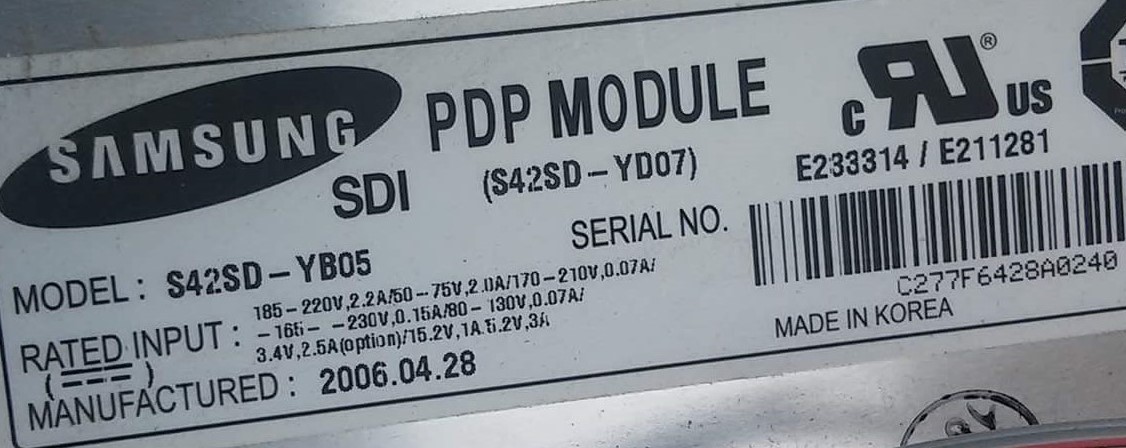 SAMSUNG
SDI
PDP MODULE
(S42SD-YD07)
c RU ® US
E233314 / E211281
SERIAL NO.
C277F6428A0240
MODEL: S42SD-YB05
RATED INPUT: 185-220V,2.2A/50-75V,2.0A/170-210V,0.07A/
-165- -230V,0.15A/80-130V,0.07A/
3.4V,2.5A(option)/15.2V,1A 5.2V,3A
MADE IN KOREA
MANUFACTURED: 2006.04.28